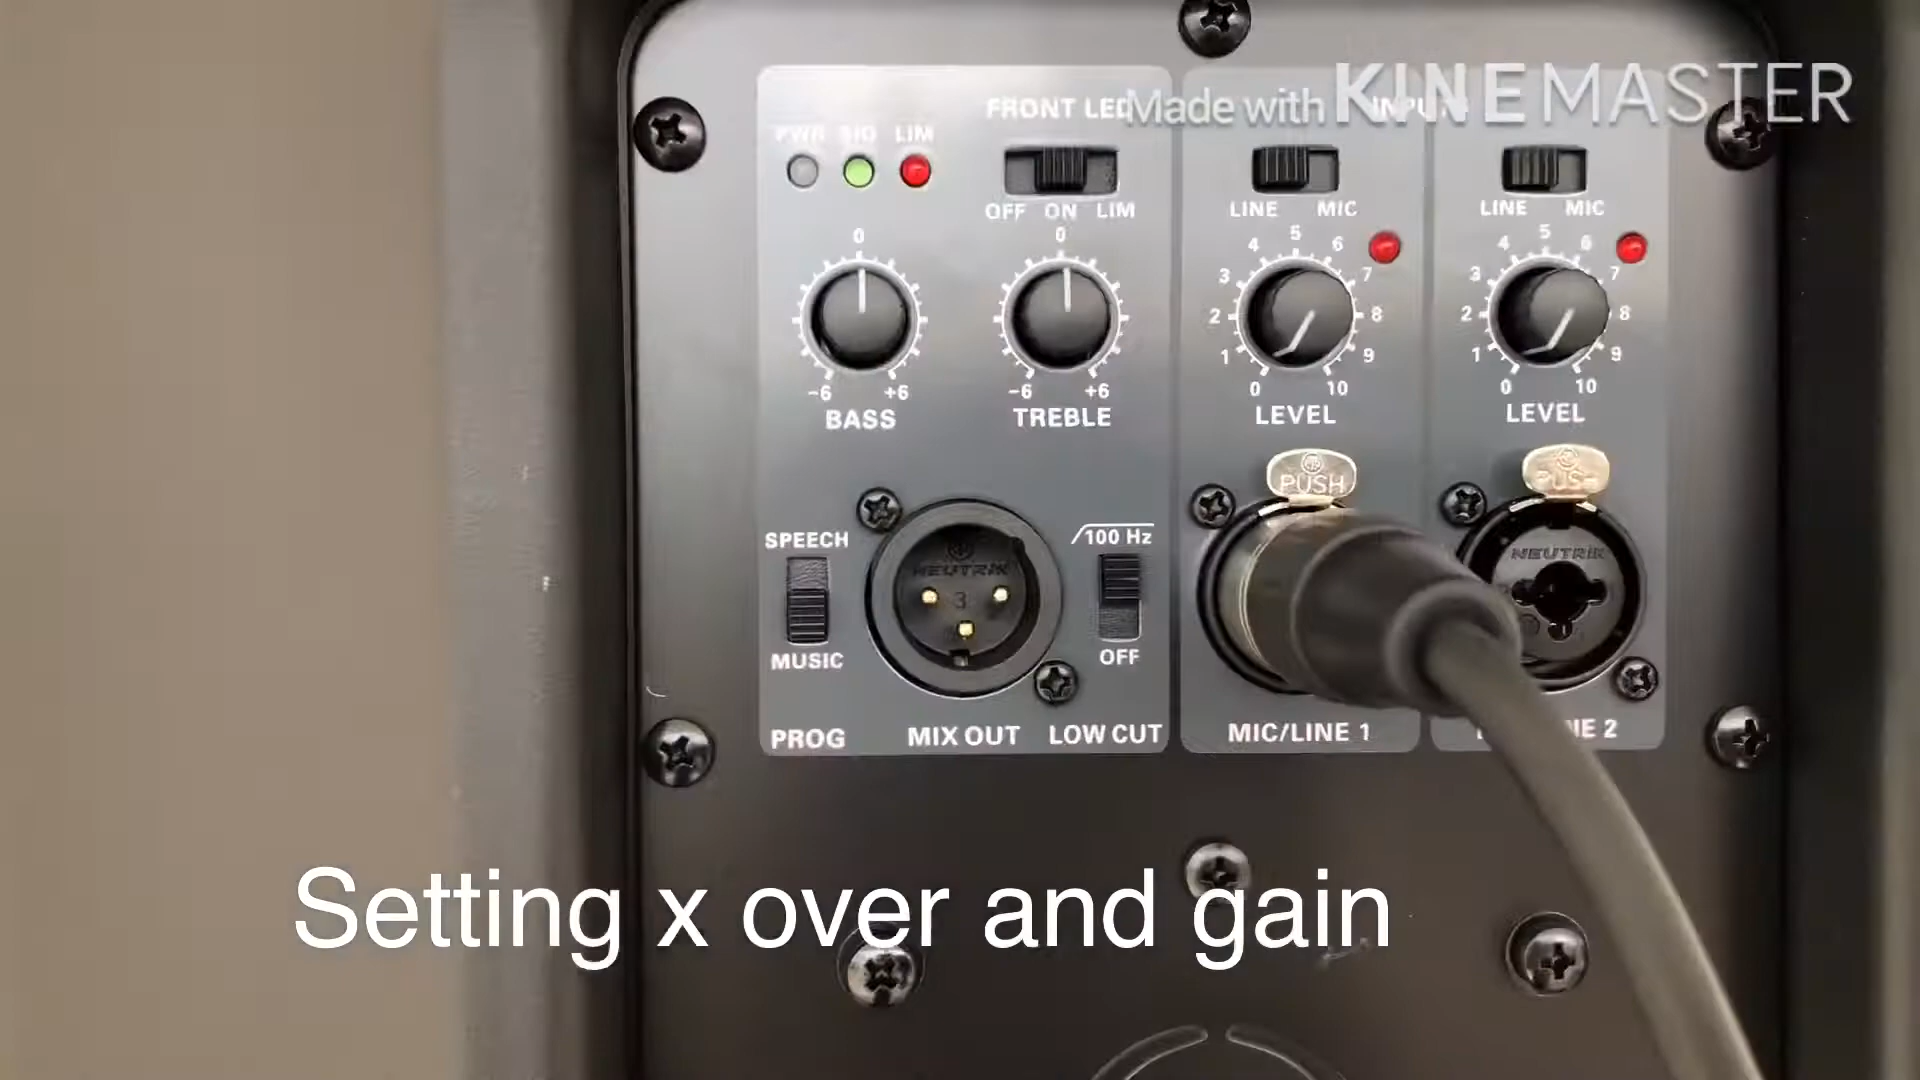 Made with KINEMASTER
FRONT LED
PWR SIG LIM
OFF ON LIM
LINE MIC
LINE MIC
0
-6 +6
BASS
0
-6 +6
TREBLE
0 1 2 3 4 5 6 7 8 9 10
LEVEL
0 1 2 3 4 5 6 7 8 9 10
LEVEL
PUSH
PUSH
SPEECH
MUSIC
PROG
NEUTRIK
3
MIX OUT
100 Hz
OFF
LOW CUT
MIC/LINE 1
NEUTRIK
2
Setting x over and gain